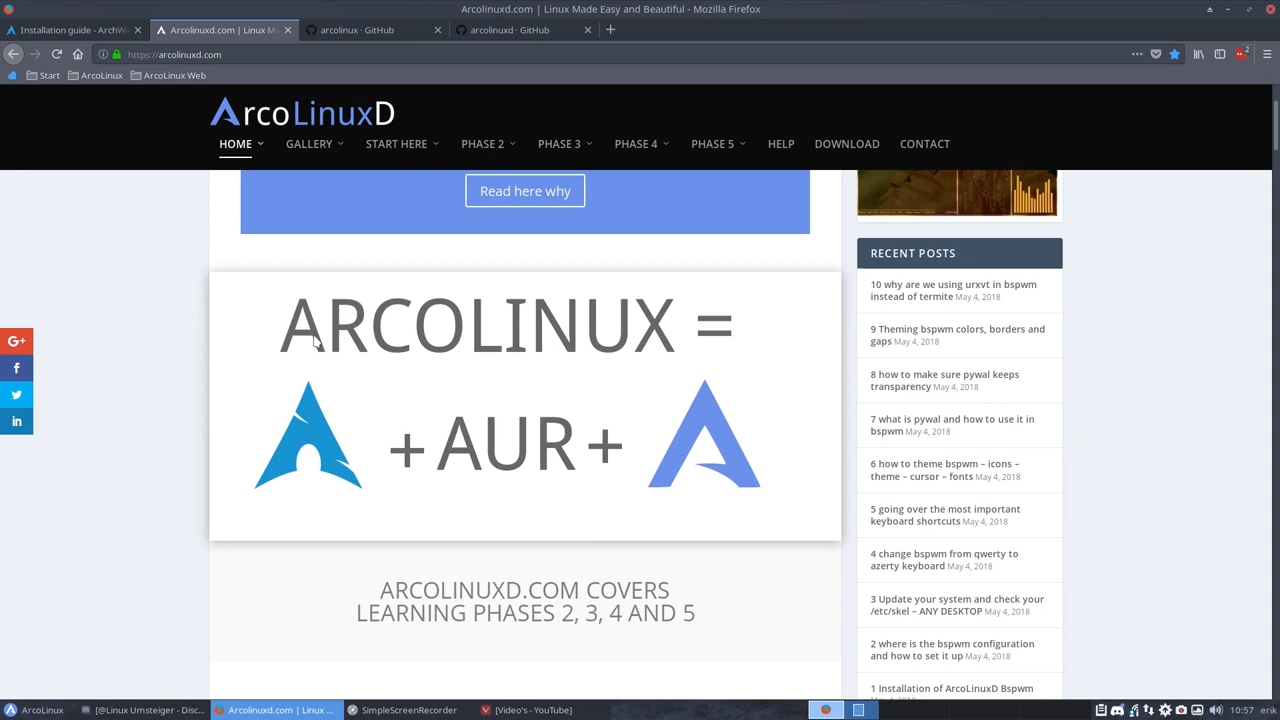 Arcolinuxd.com | Linux Made Easy and Beautiful - Mozilla Firefox
Installation guide - ArchWi
Arcolinuxd.com | Linux Ma
arcolinux · GitHub
arcolinuxd · GitHub
https://arcolinuxd.com
2
Start
ArcoLinux
ArcoLinux Web
ArcoLinuxD
HOME
GALLERY
START HERE
PHASE 2
PHASE 3
PHASE 4
PHASE 5
HELP
DOWNLOAD
CONTACT
Read here why
ARCOLINUX =
+ AUR +
ARCOLINUXD.COM COVERS
LEARNING PHASES 2, 3, 4 AND 5
RECENT POSTS
10 why are we using urxvt in bspwm
instead of termite May 4, 2018
9 Theming bspwm colors, borders and
gaps May 4, 2018
8 how to make sure pywal keeps
transparency May 4, 2018
7 what is pywal and how to use it in
bspwm May 4, 2018
6 how to theme bspwm – icons –
theme – cursor – fonts May 4, 2018
5 going over the most important
keyboard shortcuts May 4, 2018
4 change bspwm from qwerty to
azerty keyboard May 4, 2018
3 Update your system and check your
/etc/skel – ANY DESKTOP May 4, 2018
2 where is the bspwm configuration
and how to set it up May 4, 2018
1 Installation of ArcoLinuxD Bspwm
G+
f
in
ArcoLinux
[@Linux Umsteiger - Disc...
Arcolinuxd.com | Linux ...
SimpleScreenRecorder
[Video's - YouTube]
10:57
erik